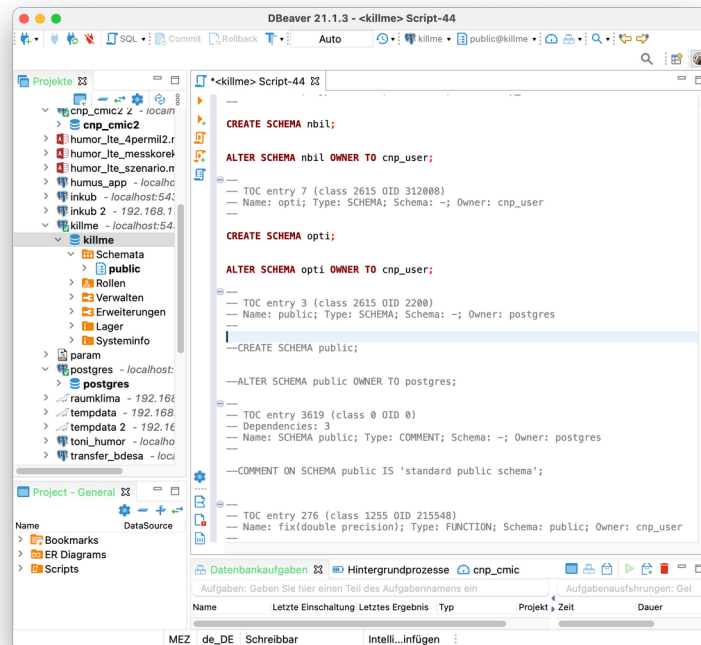 DBeaver 21.1.3 - <killme> Script-44
SQL
Commit
Rollback
Auto
killme
public@killme
Projekte
*<killme> Script-44
cnp_cmic2 2 - localh
cnp_cmic2
humor_lte_4permil2.r
humor_lte_messkorek
humor_lte_szenario.m
humus_app - localho
inkub - localhost:543
inkub 2 - 192.168.1
killme - localhost:54
killme
Schemata
public
Rollen
Verwalten
Erweiterungen
Lager
Systeminfo
param
postgres - localhost:
postgres
raumklima - 192.168
tempdata - 192.168.
tempdata 2 - 192.16
toni_humor - localho
transfer_bdesa - loca
--
CREATE SCHEMA nbil;
ALTER SCHEMA nbil OWNER TO cnp_user;
--
-- TOC entry 7 (class 2615 OID 312008)
-- Name: opti; Type: SCHEMA; Schema: -; Owner: cnp_user
--
CREATE SCHEMA opti;
ALTER SCHEMA opti OWNER TO cnp_user;
--
-- TOC entry 3 (class 2615 OID 2200)
-- Name: public; Type: SCHEMA; Schema: -; Owner: postgres
--
--CREATE SCHEMA public;
--ALTER SCHEMA public OWNER TO postgres;
--
-- TOC entry 3619 (class 0 OID 0)
-- Dependencies: 3
-- Name: SCHEMA public; Type: COMMENT; Schema: -; Owner: postgres
--
--COMMENT ON SCHEMA public IS 'standard public schema';
--
-- TOC entry 276 (class 1255 OID 215548)
-- Name: fix(double precision); Type: FUNCTION; Schema: public; Owner: cnp_user
--
Project - General
Name DataSource
Bookmarks
ER Diagrams
Scripts
Datenbankaufgaben
Hintergrundprozesse
cnp_cmic
Aufgaben: Geben Sie hier einen Teil des Aufgabennamens ein
Aufgabenausführungen: Gel
Name Letzte Einschaltung Letztes Ergebnis Typ Projekt
Zeit Dauer
MEZ de_DE Schreibbar Intelli...infügen